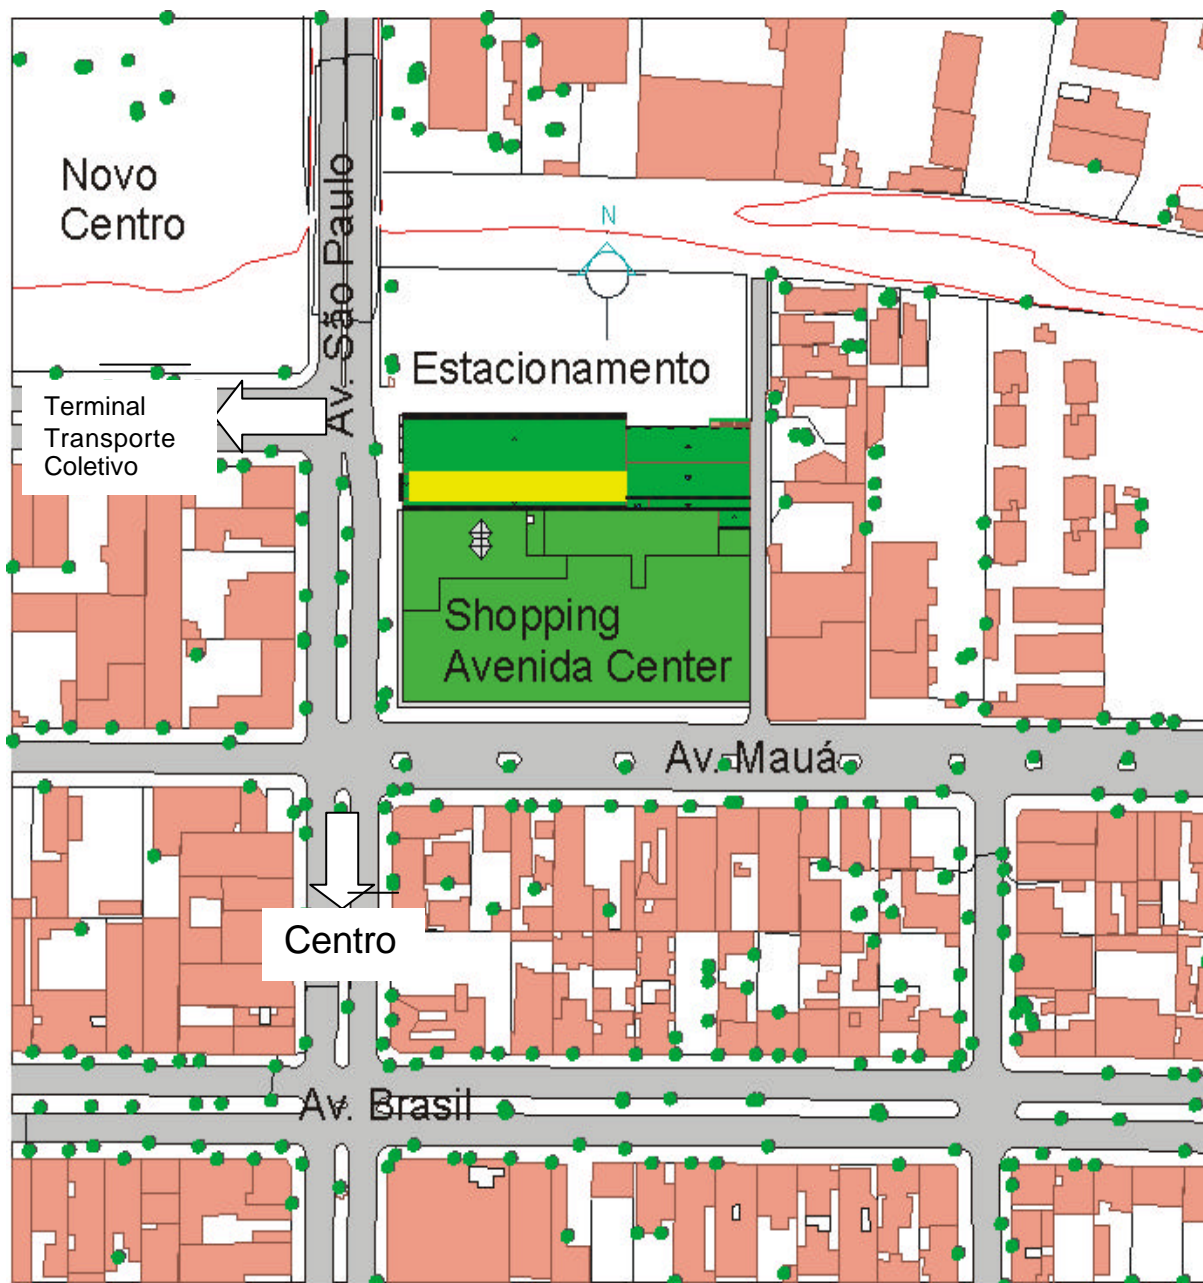 Novo
Centro
Av. São Paulo
N
Estacionamento
Terminal
Transporte
Coletivo
Shopping
Avenida Center
Av. Mauá
Centro
Av. Brasil